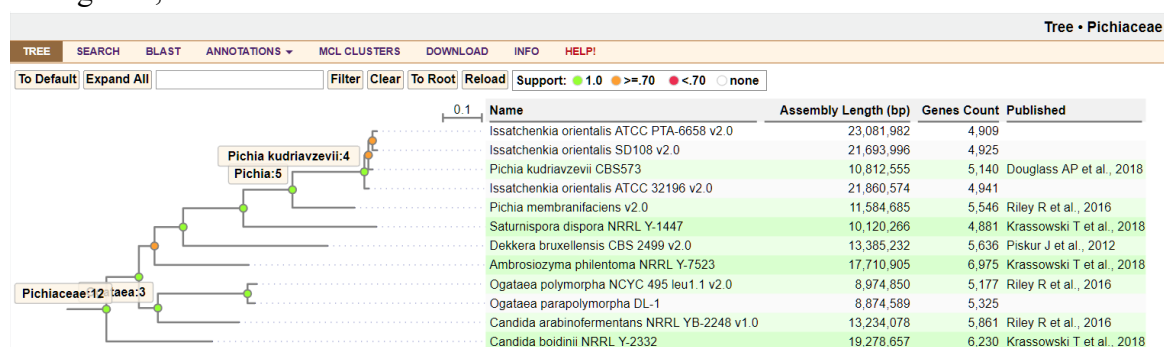 Tree • Pichiaceae
TREE SEARCH BLAST ANNOTATIONS MCL CLUSTERS DOWNLOAD INFO HELP!
To Default Expand All Filter Clear To Root Reload Support: 1.0 >=.70 <.70 none
0.1 Name Assembly Length (bp) Genes Count Published
Issatchenkia orientalis ATCC PTA-6658 v2.0 23,081,982 4,909
Issatchenkia orientalis SD108 v2.0 21,693,996 4,925
Pichia kudriavzevii:4
Pichia kudriavzevii CBS573 10,812,555 5,140 Douglass AP et al., 2018
Pichia:5
Issatchenkia orientalis ATCC 32196 v2.0 21,860,574 4,941
Pichia membranifaciens v2.0 11,584,685 5,546 Riley R et al., 2016
Saturnispora dispora NRRL Y-1447 10,120,266 4,881 Krassowski T et al., 2018
Dekkera bruxellensis CBS 2499 v2.0 13,385,232 5,636 Piskur J et al., 2012
Ambrosiozyma philentoma NRRL Y-7523 17,710,905 6,975 Krassowski T et al., 2018
Ogataea polymorpha NCYC 495 leu1.1 v2.0 8,974,850 5,177 Riley R et al., 2016
Pichiaceae:12 taea:3
Ogataea parapolymorpha DL-1 8,874,589 5,325
Candida arabinofermentans NRRL YB-2248 v1.0 13,234,078 5,861 Riley R et al., 2016
Candida boidinii NRRL Y-2332 19,278,657 6,230 Krassowski T et al., 2018